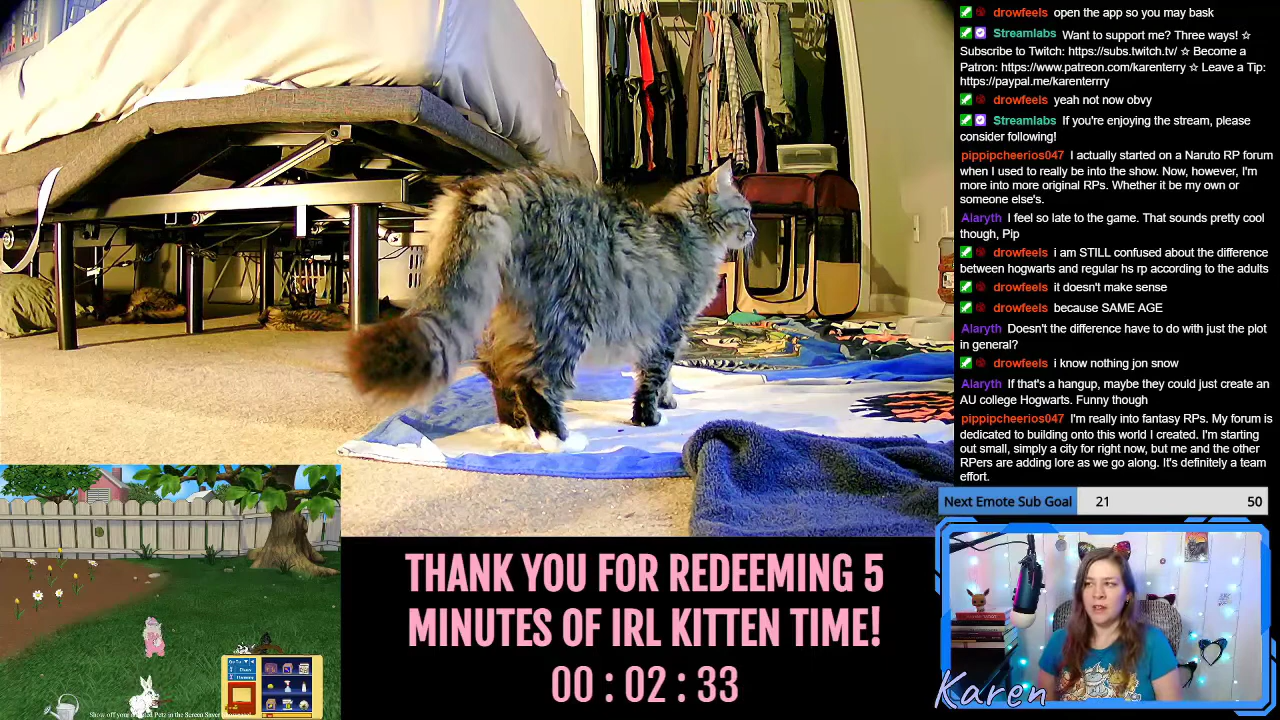 drowfeels open the app so you may bask
Streamlabs Want to support me? Three ways! ☆
Subscribe to Twitch: https://subs.twitch.tv/ ☆ Become a
Patron: https://www.patreon.com/karenterry ☆ Leave a Tip:
https://paypal.me/karenterrry
drowfeels yeah not now obvy
Streamlabs If you're enjoying the stream, please
consider following!
pippipcheerios047 I actually started on a Naruto RP forum
when I used to really be into the show. Now, however, I'm
more into more original RPs. Whether it be my own or
someone else's.
Alaryth I feel so late to the game. That sounds pretty cool
though, Pip
drowfeels i am STILL confused about the difference
between hogwarts and regular hs rp according to the adults
drowfeels it doesn't make sense
drowfeels because SAME AGE
Alaryth Doesn't the difference have to do with just the plot
in general?
drowfeels i know nothing jon snow
Alaryth If that's a hangup, maybe they could just create an
AU college Hogwarts. Funny though
pippipcheerios047 I'm really into fantasy RPs. My forum is
dedicated to building onto this world I created. I'm starting
out small, simply a city for right now, but me and the other
RPers are adding lore as we go along. It's definitely a team
effort.
Next Emote Sub Goal 21 50
THANK YOU FOR REDEEMING 5
MINUTES OF IRL KITTEN TIME!
00 : 02 : 33
Karen